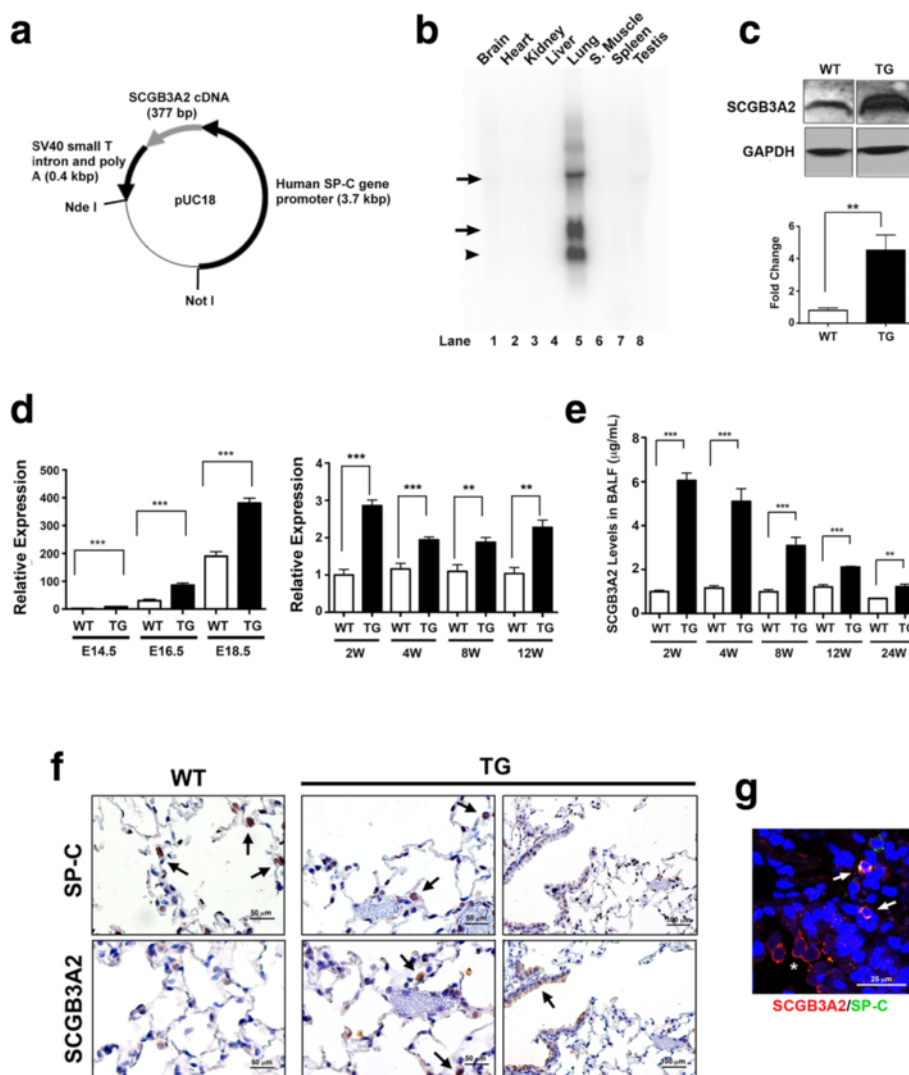 a
SCGB3A2 cDNA
(377 bp)
SV40 small T
intron and poly
A (0.4 kbp)
Nde I
pUC18
Human SP-C gene
promoter (3.7 kbp)
Not I
b
Brain
Heart
Kidney
Liver
Lung
S. Muscle
Spleen
Testis
Lane 1 2 3 4 5 6 7 8
c
WT TG
SCGB3A2
GAPDH
**
Fold Change
6
4
2
0
WT TG
d
Relative Expression
500
400
300
200
100
0
***
***
***
WT TG WT TG WT TG
E14.5 E16.5 E18.5
Relative Expression
4
3
2
1
0
***
***
**
**
WT TG WT TG WT TG WT TG
2W 4W 8W 12W
e
SCGB3A2 Levels in BALF (μg/mL)
8
6
4
2
0
***
***
***
***
**
WT TG WT TG WT TG WT TG WT TG
2W 4W 8W 12W 24W
f
WT TG
SP-C
50 μm
50 μm
100 μm
SCGB3A2
50 μm
50 μm
100 μm
g
*
25 μm
SCGB3A2/SP-C